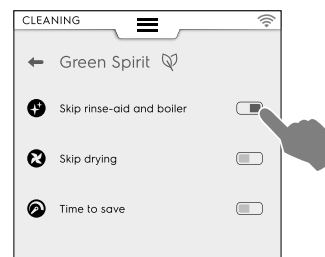 CLEANING
Green Spirit
Skip rinse-aid and boiler
Skip drying
Time to save